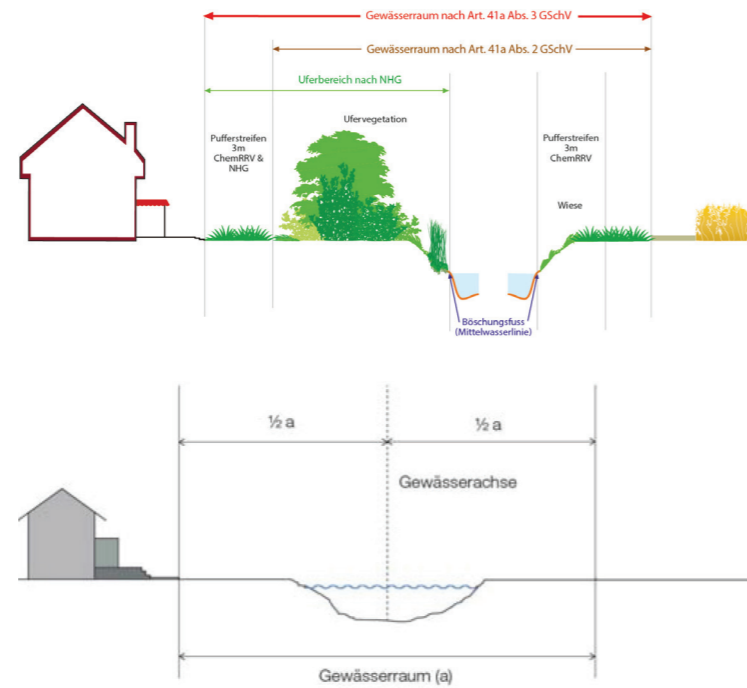 Gewässerraum nach Art. 41a Abs. 3 GSchV
Gewässerraum nach Art. 41a Abs. 2 GSchV
Uferbereich nach NHG
Ufervegetation
Pufferstreifen
3m
ChemRRV &
NHG
Pufferstreifen
3m
ChemRRV
Wiese
Böschungsfuss
(Mittelwasserlinie)
½ a
½ a
Gewässerachse
Gewässerraum (a)